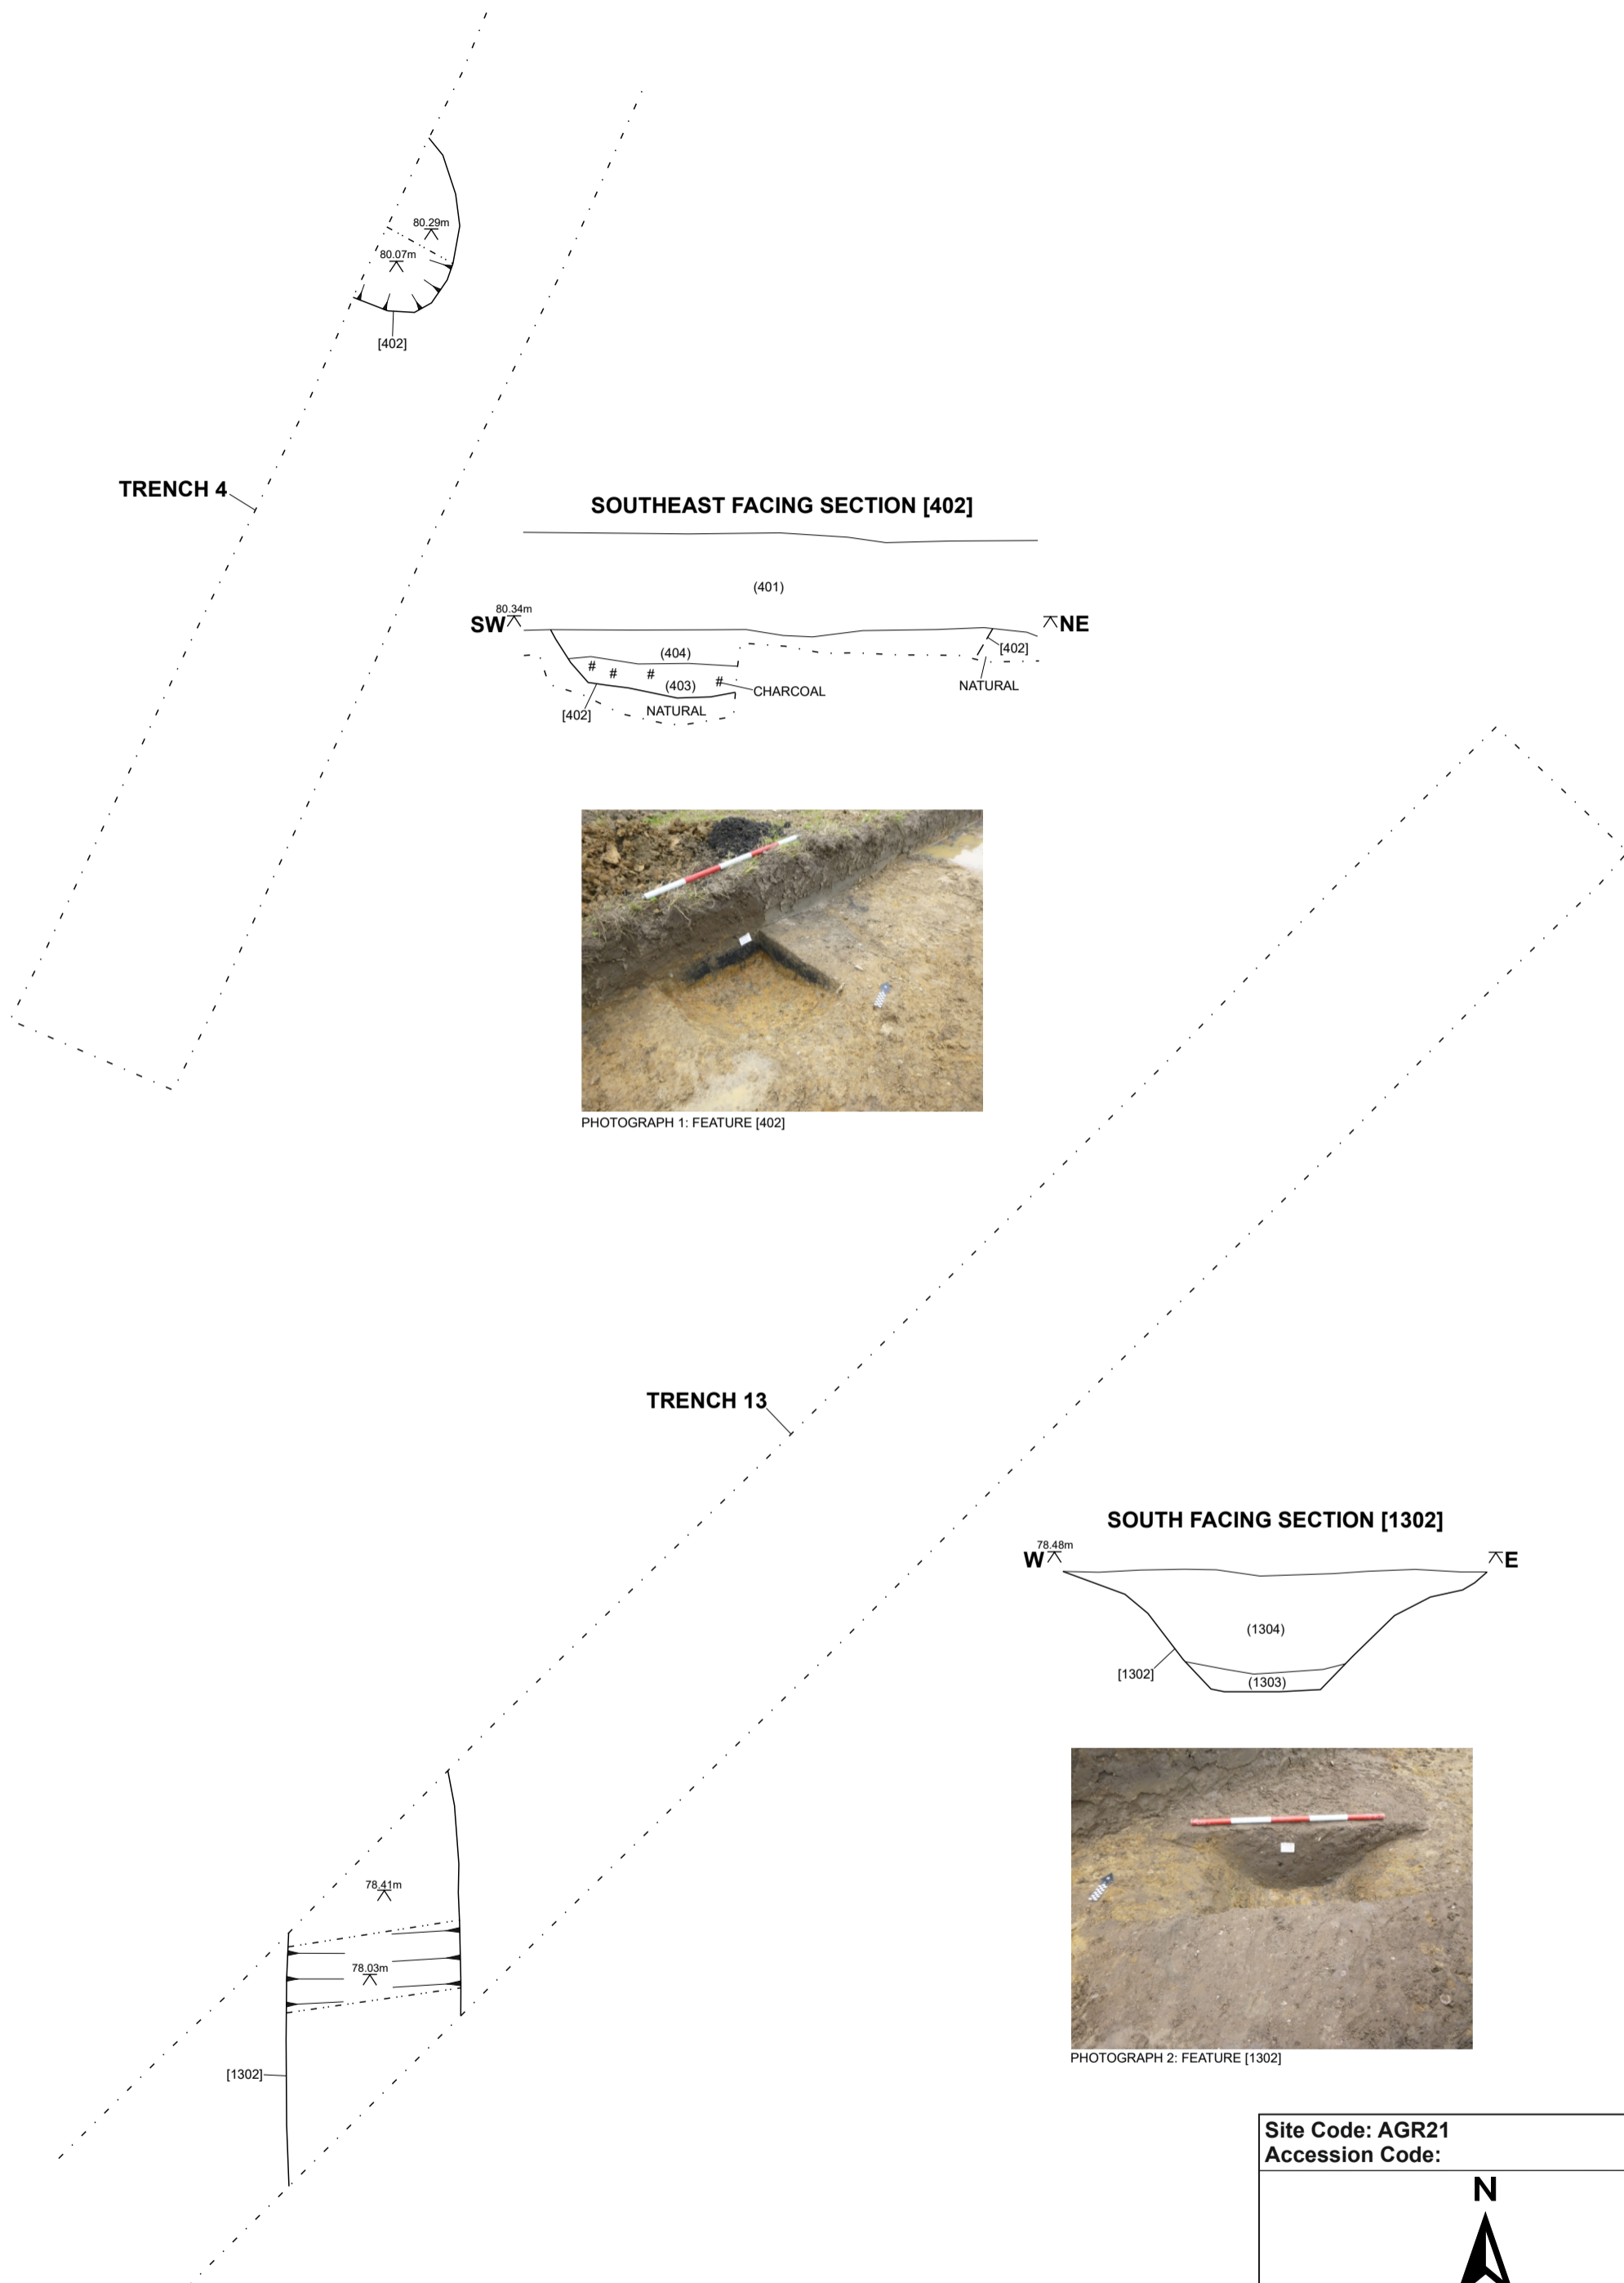 80.29m
80.07m
[402]
TRENCH 4
SOUTHEAST FACING SECTION [402]
(401)
80.34m
SW
NE
(404)
[402]
#
#
#
#
(403)
CHARCOAL
NATURAL
[402]
NATURAL
PHOTOGRAPH 1: FEATURE [402]
TRENCH 13
SOUTH FACING SECTION [1302]
78.48m
W
E
(1304)
[1302]
(1303)
78.41m
78.03m
[1302]
PHOTOGRAPH 2: FEATURE [1302]
Site Code: AGR21
Accession Code:
N